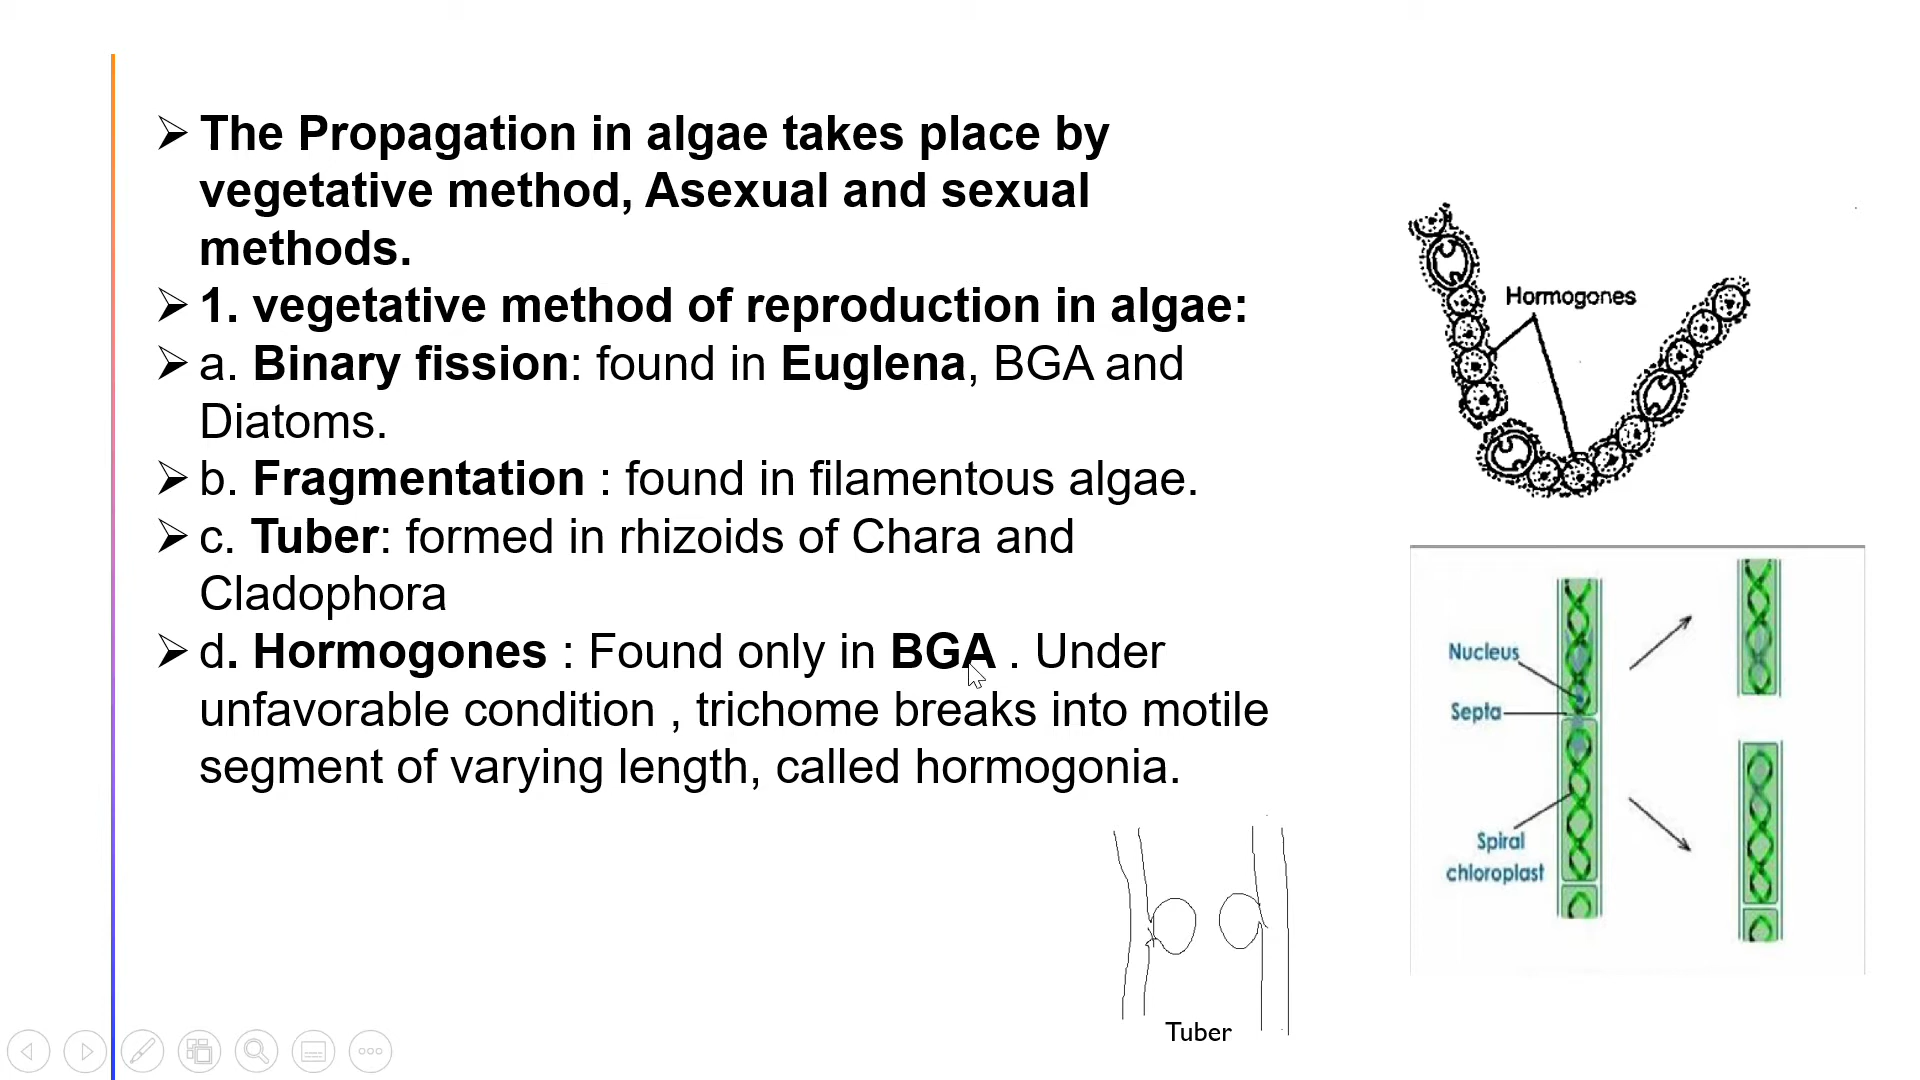 ➢ The Propagation in algae takes place by
vegetative method, Asexual and sexual
methods.
➢ 1. vegetative method of reproduction in algae:
➢ a. Binary fission: found in Euglena, BGA and
Diatoms.
➢ b. Fragmentation : found in filamentous algae.
➢ c. Tuber: formed in rhizoids of Chara and
Cladophora
➢ d. Hormogones : Found only in BGA . Under
unfavorable condition , trichome breaks into motile
segment of varying length, called hormogonia.
Hormogones
Nucleus
Septa
Spiral
chloroplast
Tuber